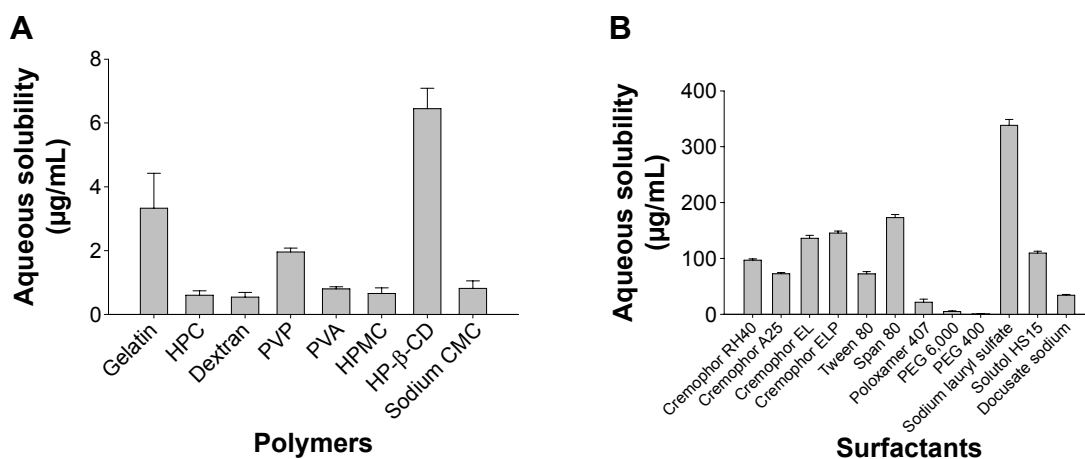 A
Aqueous solubility
(µg/mL)
8
6
4
2
0
Gelatin
HPC
Dextran
PVP
PVA
HPMC
HP-β-CD
Sodium CMC
Polymers
B
Aqueous solubility
(µg/mL)
400
300
200
100
0
Cremophor RH40
Cremophor A25
Cremophor EL
Cremophor ELP
Tween 80
Span 80
Poloxamer 407
PEG 6,000
PEG 400
Sodium lauryl sulfate
Solutol HS15
Docusate sodium
Surfactants